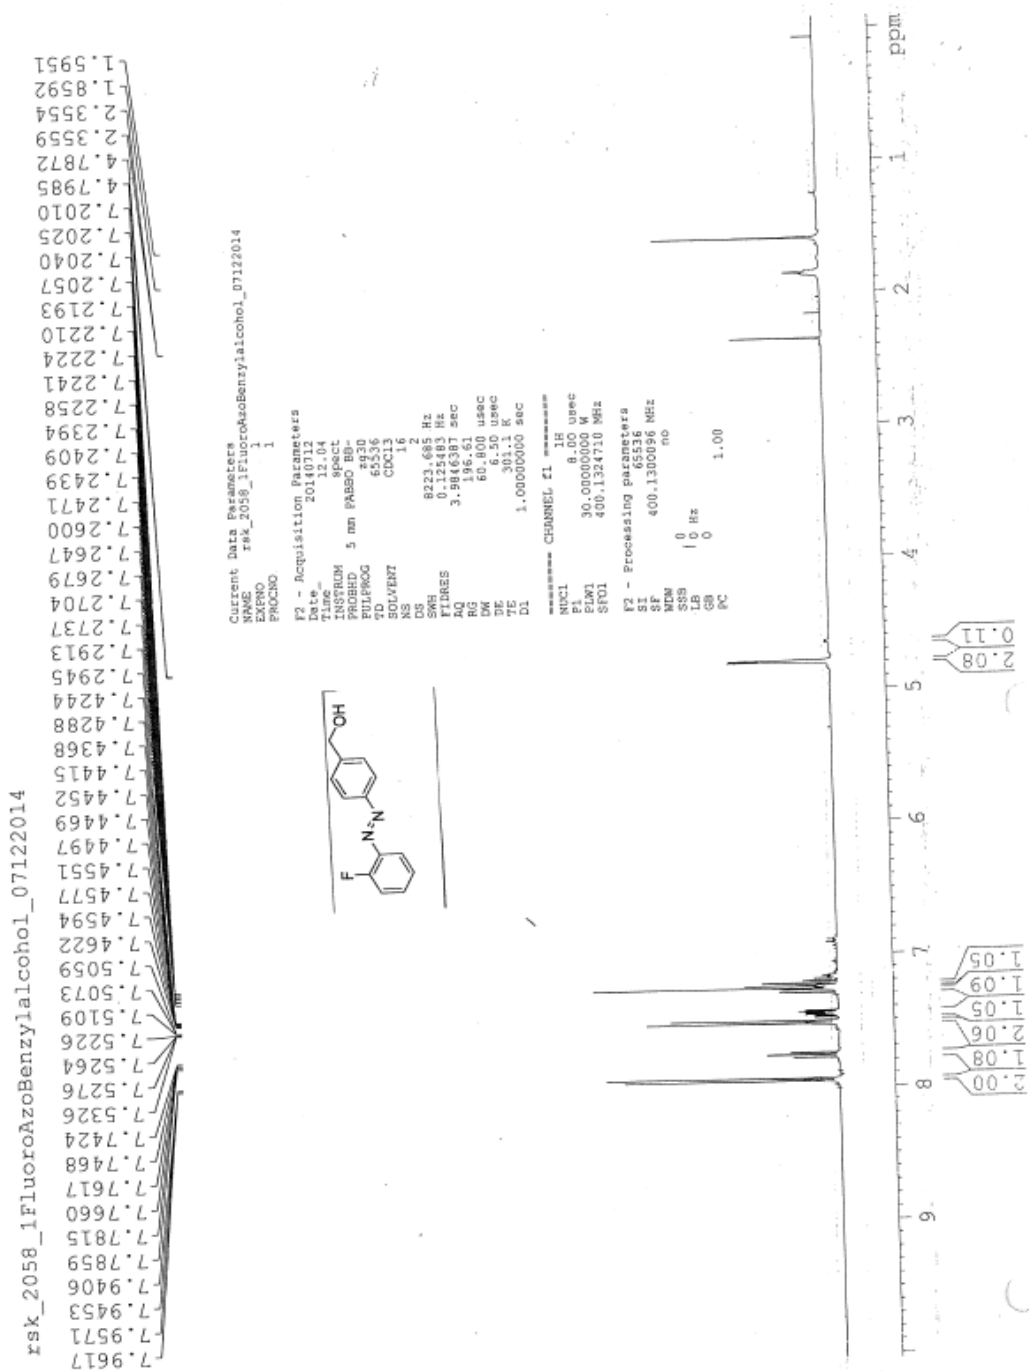 rsk_2058_1FluoroAzoBenzylalcohol_07122014
7.9617
7.9571
7.9453
7.9406
7.7859
7.7815
7.7660
7.7617
7.7468
7.7424
7.5326
7.5276
7.5264
7.5226
7.5109
7.5073
7.5059
7.4622
7.4594
7.4577
7.4551
7.4497
7.4469
7.4452
7.4415
7.4368
7.4288
7.4244
7.2945
7.2913
7.2737
7.2704
7.2679
7.2647
7.2600
7.2471
7.2439
7.2409
7.2394
7.2258
7.2241
7.2224
7.2210
7.2193
7.2057
7.2040
7.2025
7.2010
4.7985
4.7872
2.3559
2.3554
1.8592
1.5951
Current Data Parameters
NAME rsk_2058_1FluoroAzoBenzylalcohol_07122014
EXPNO 1
PROCNO 1
F2 - Acquisition Parameters
Date_ 20140712
Time 12.04
INSTRUM spect
PROBHD 5 mm PABBO BB-
PULPROG zg30
TD 65536
SOLVENT CDCl3
NS 16
DS 2
SWH 8223.685 Hz
FIDRES 0.125483 Hz
AQ 3.9846387 sec
RG 196.61
DW 60.800 usec
DE 6.50 usec
TE 301.1 K
D1 1.00000000 sec
======== CHANNEL f1 ========
NUC1 1H
P1 8.00 usec
PLW1 30.00000000 W
SFO1 400.1324710 MHz
F2 - Processing parameters
SI 65536
SF 400.1300096 MHz
WDW no
SSB 0
LB 0 Hz
GB 0
PC 1.00
F
N=N
OH
9 8 7 6 5 4 3 2 1 ppm
2.00
1.08
2.06
1.05
1.09
1.05
2.08
0.11